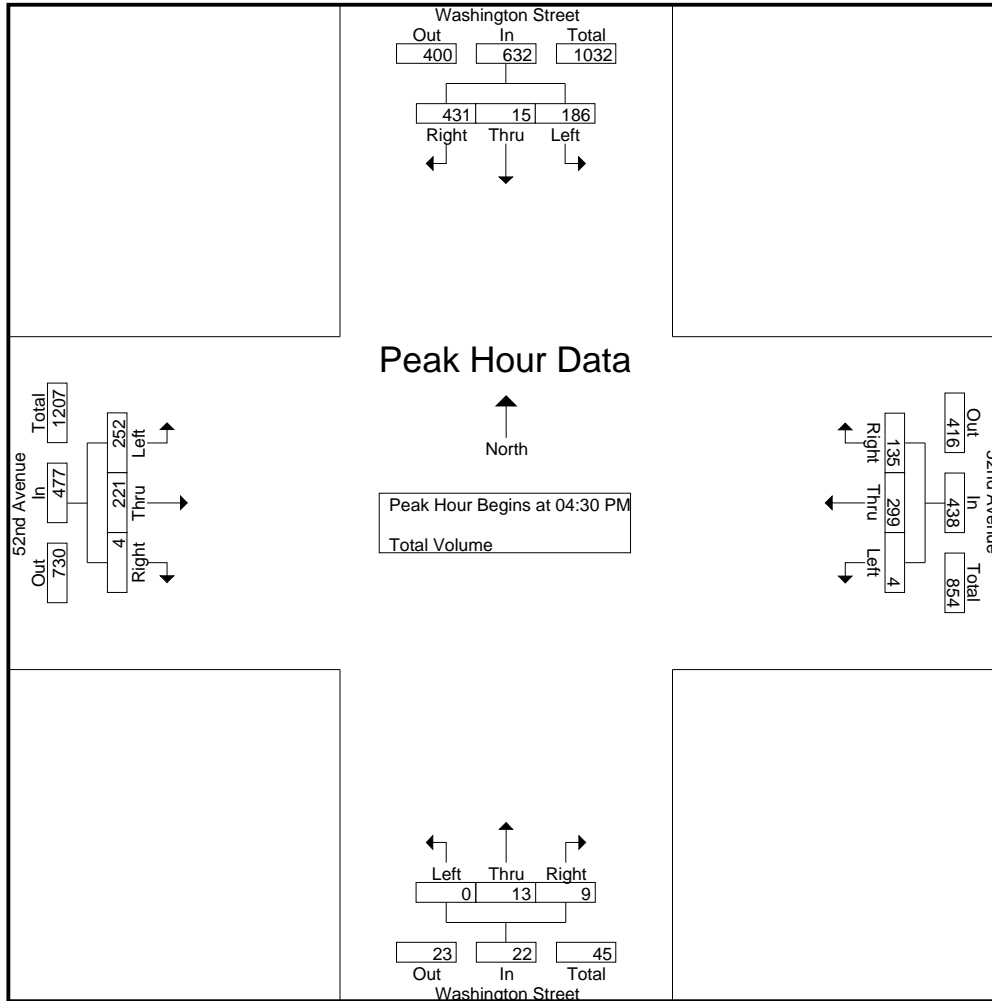 Washington Street
Out In Total
400 632 1032
431 15 186
Right Thru Left
Peak Hour Data
North
Peak Hour Begins at 04:30 PM
Total Volume
52nd Avenue
Total In Out
1207 477 730
252 221 4
Left Thru Right
52nd Avenue
Out In Total
416 438 854
135 299 4
Right Thru Left
Left Thru Right
0 13 9
23 22 45
Out In Total
Washington Street